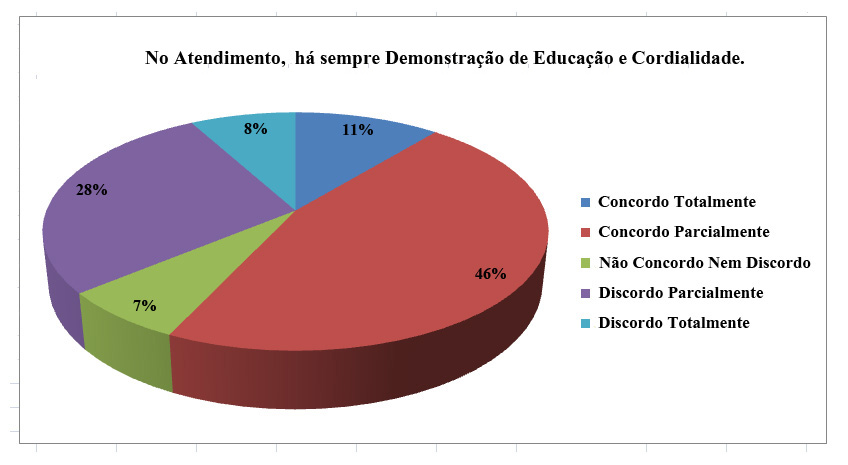 No Atendimento, há sempre Demonstração de Educação e Cordialidade.
8%
11%
28%
46%
7%
Concordo Totalmente
Concordo Parcialmente
Não Concordo Nem Discordo
Discordo Parcialmente
Discordo Totalmente